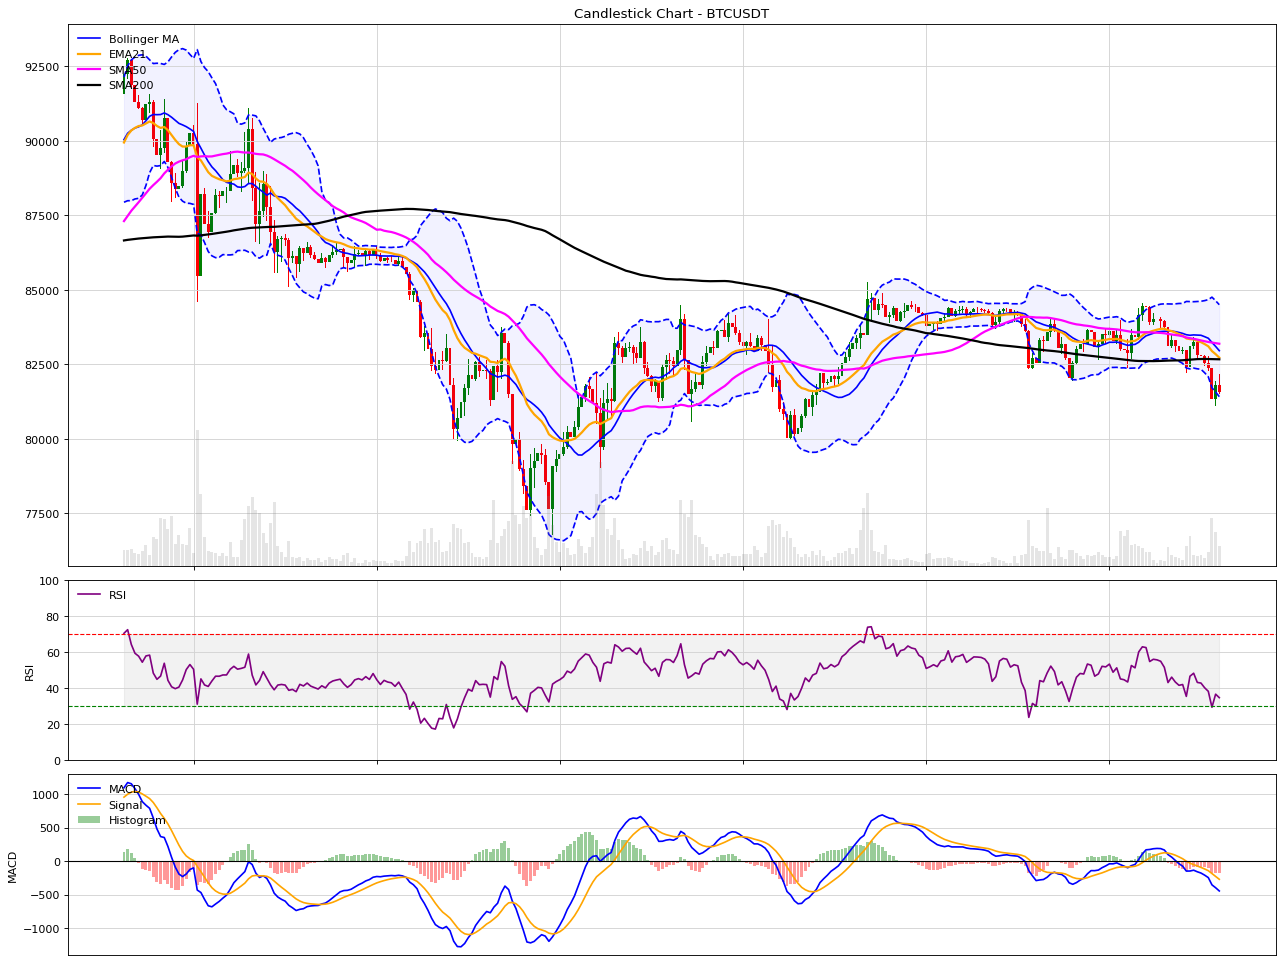 Candlestick Chart - BTCUSDT
Bollinger MA
EMA21
SMA50
SMA200
92500
90000
87500
85000
82500
80000
77500
RSI
100
80
60
40
20
0
RSI
MACD
Signal
Histogram
1000
500
0
−500
−1000
MACD